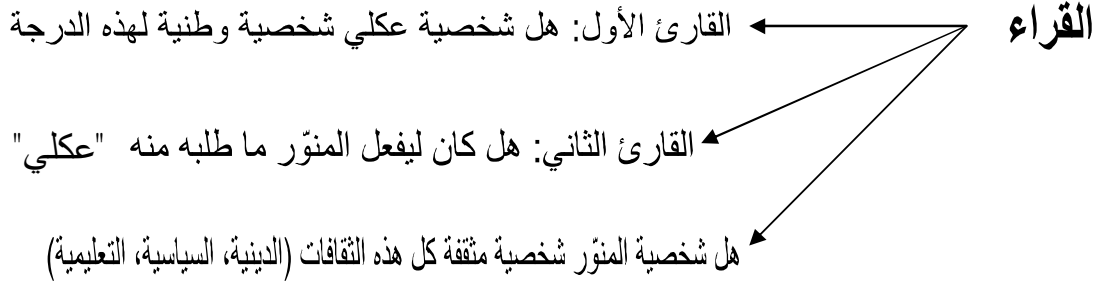 القراء
القارئ الأول: هل شخصية عكلي شخصية وطنية لهذه الدرجة
القارئ الثاني: هل كان ليفعل المنوّر ما طلبه منه "عكلي"
هل شخصية المنوّر شخصية مثقفة كل هذه الثقافات (الدينية، السياسية، التعليمية)